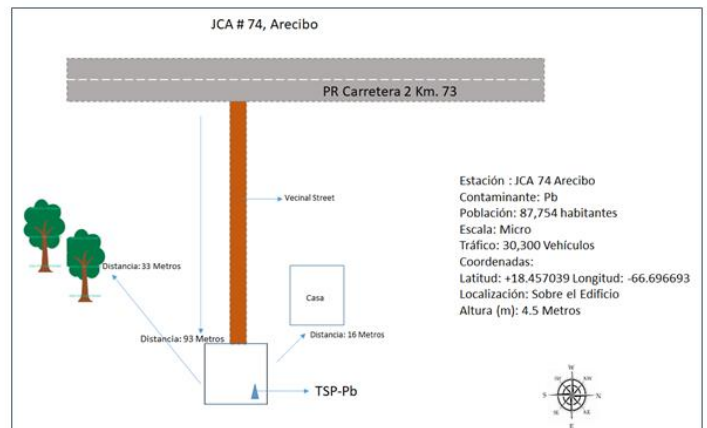 JCA # 74, Arecibo
PR Carretera 2 Km. 73
Vecinal Street
Estación : JCA 74 Arecibo
Contaminante: Pb
Población: 87,754 habitantes
Escala: Micro
Tráfico: 30,300 Vehículos
Coordenadas:
Latitud: +18.457039 Longitud: -66.696693
Localización: Sobre el Edificio
Altura (m): 4.5 Metros
Distancia: 33 Metros
Casa
Distancia: 93 Metros
Distancia: 16 Metros
TSP-Pb
W
S
N
E